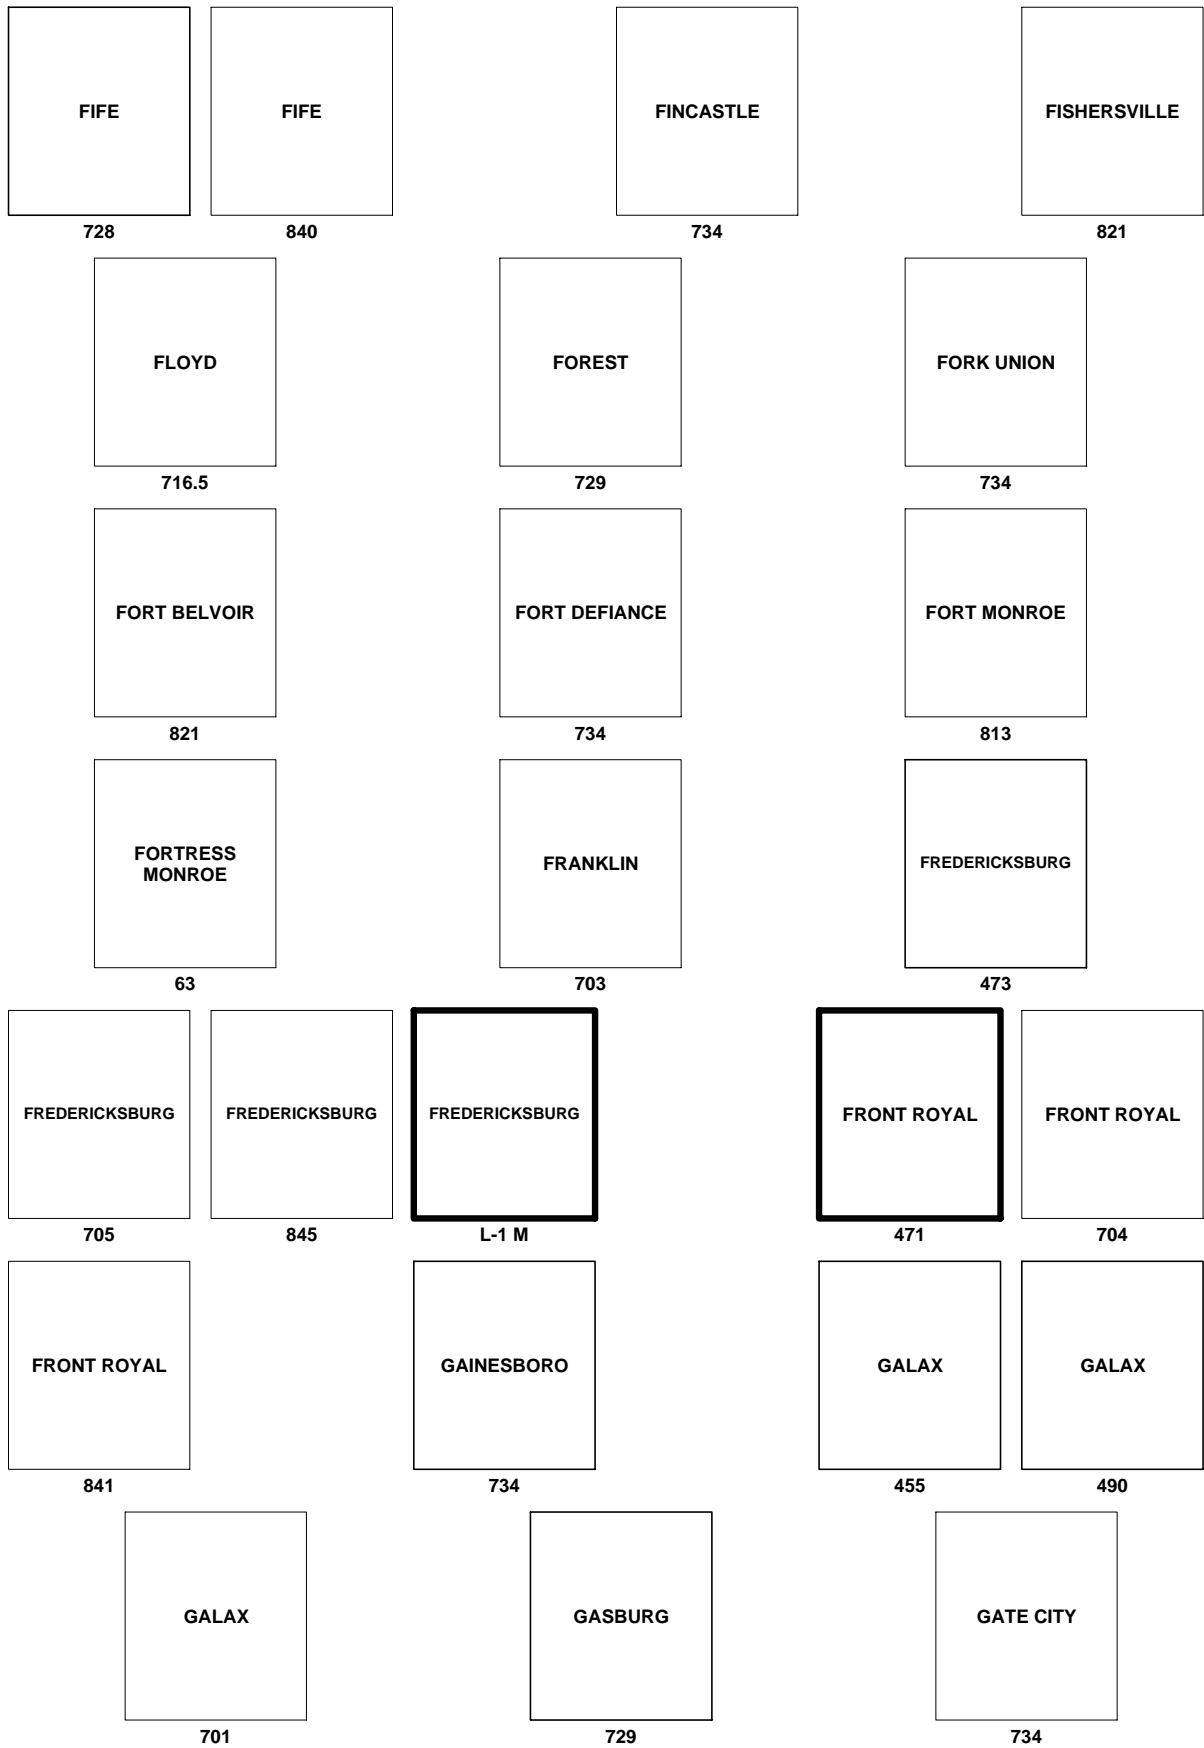 FIFE
728
FIFE
840
FINCASTLE
734
FISHERSVILLE
821
FLOYD
716.5
FOREST
729
FORK UNION
734
FORT BELVOIR
821
FORT DEFIANCE
734
FORT MONROE
813
FORTRESS
MONROE
63
FRANKLIN
703
FREDERICKSBURG
473
FREDERICKSBURG
705
FREDERICKSBURG
845
FREDERICKSBURG
L-1 M
FRONT ROYAL
471
FRONT ROYAL
704
FRONT ROYAL
841
GAINESBORO
734
GALAX
455
GALAX
490
GALAX
701
GASBURG
729
GATE CITY
734